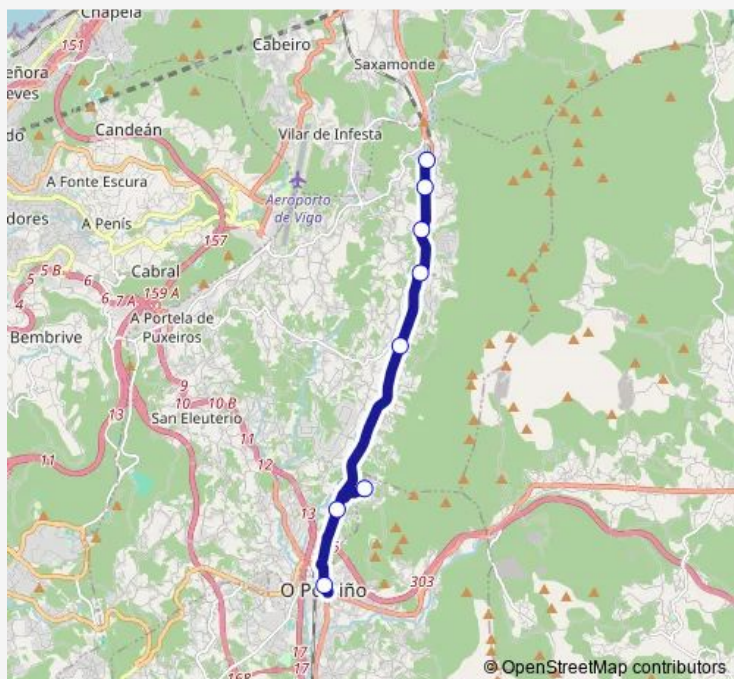 Chapela
151
Cabeiro
Saxamonde
eñora
eves
do
Candeán
Vilar de Infesta
A Fonte Escura
Aeroporto
de Vigo
dores
A Penís
157
5 B
5
6
Cabral
4
6
7 A
159 A
Bembrive
A Portela de
Puxeiros
9
13
10
10 B
San Eleuterio
11
11
12
13
303
O P
iño
17
17
168
© OpenStreetMap contributors